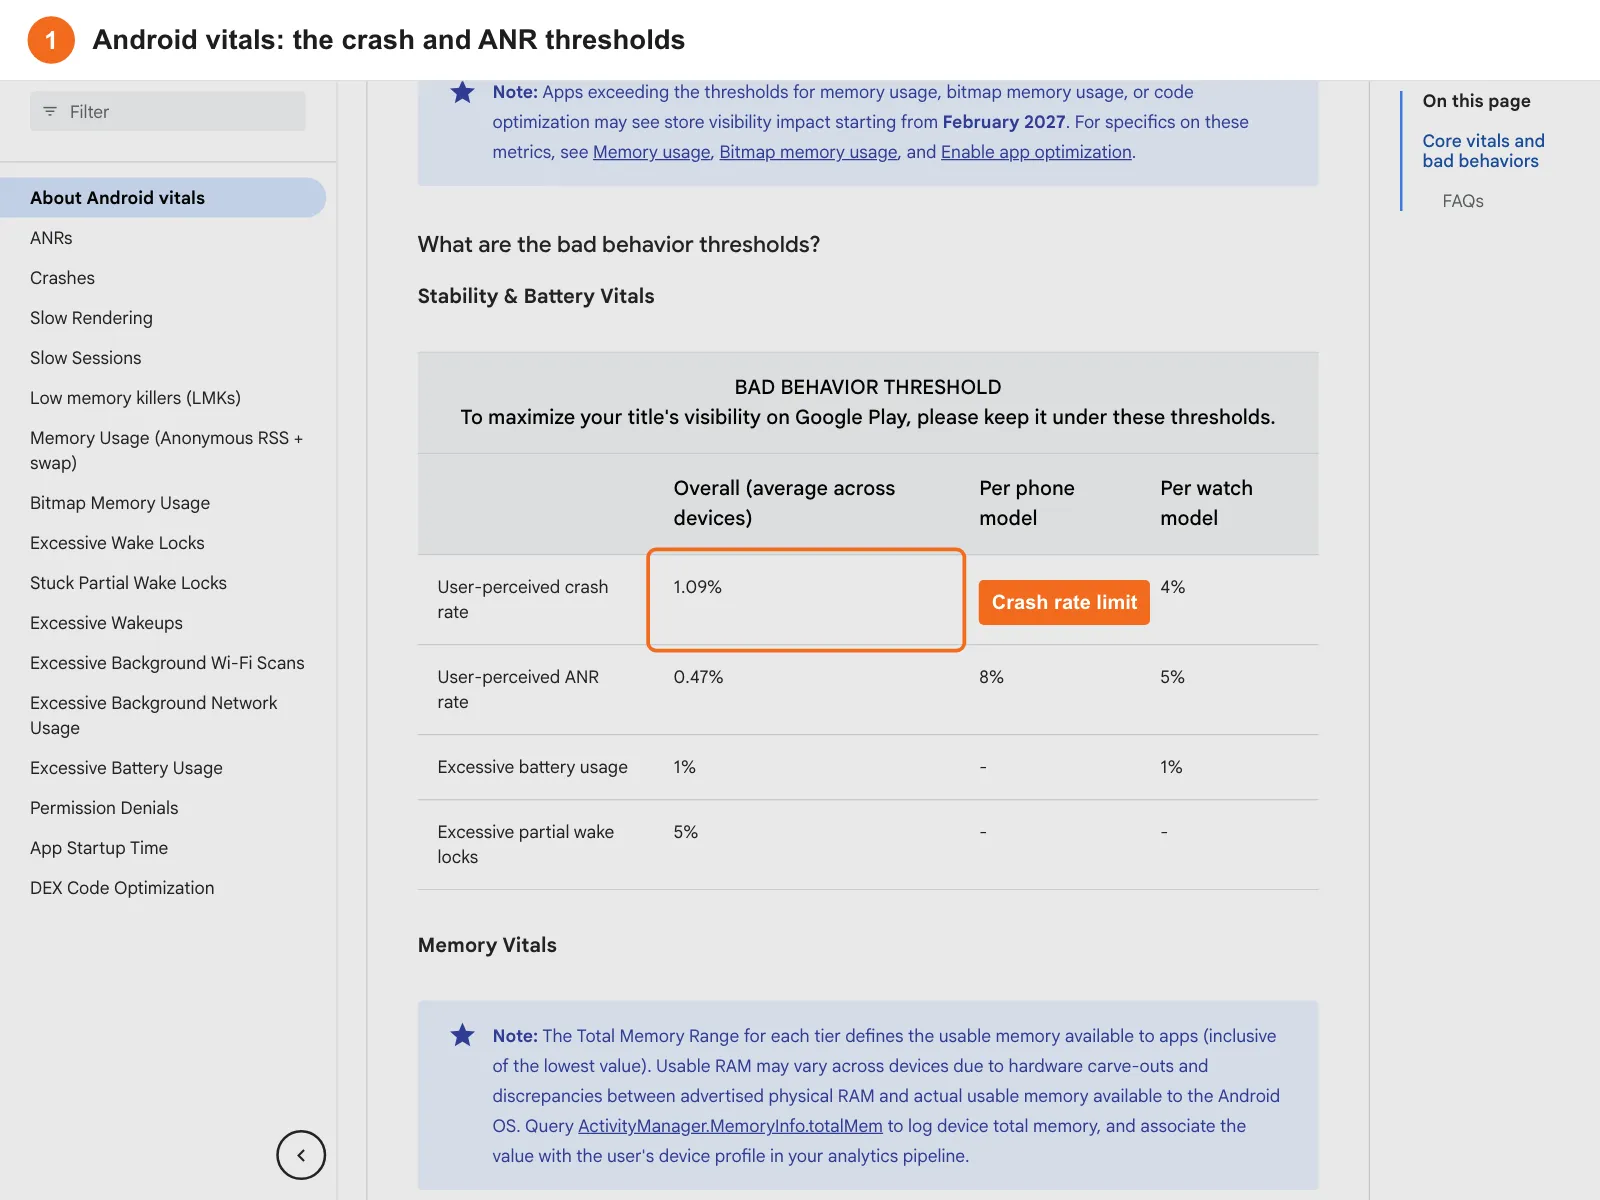 1
Android vitals: the crash and ANR thresholds
Filter
About Android vitals
ANRs
Crashes
Slow Rendering
Slow Sessions
Low memory killers (LMKs)
Memory Usage (Anonymous RSS +
swap)
Bitmap Memory Usage
Excessive Wake Locks
Stuck Partial Wake Locks
Excessive Wakeups
Excessive Background Wi-Fi Scans
Excessive Background Network
Usage
Excessive Battery Usage
Permission Denials
App Startup Time
DEX Code Optimization
Note: Apps exceeding the thresholds for memory usage, bitmap memory usage, or code
optimization may see store visibility impact starting from February 2027. For specifics on these
metrics, see Memory usage, Bitmap memory usage, and Enable app optimization.
What are the bad behavior thresholds?
Stability & Battery Vitals
BAD BEHAVIOR THRESHOLD
To maximize your title's visibility on Google Play, please keep it under these thresholds.
Overall (average across
devices)
Per phone
model
Per watch
model
User-perceived crash
rate
1.09%
Crash rate limit
4%
User-perceived ANR
rate
0.47%
8%
5%
Excessive battery usage
1%
-
1%
Excessive partial wake
locks
5%
-
-
Memory Vitals
Note: The Total Memory Range for each tier defines the usable memory available to apps (inclusive
of the lowest value). Usable RAM may vary across devices due to hardware carve-outs and
discrepancies between advertised physical RAM and actual usable memory available to the Android
OS. Query ActivityManager.MemoryInfo.totalMem to log device total memory, and associate the
value with the user's device profile in your analytics pipeline.
On this page
Core vitals and
bad behaviors
FAQs